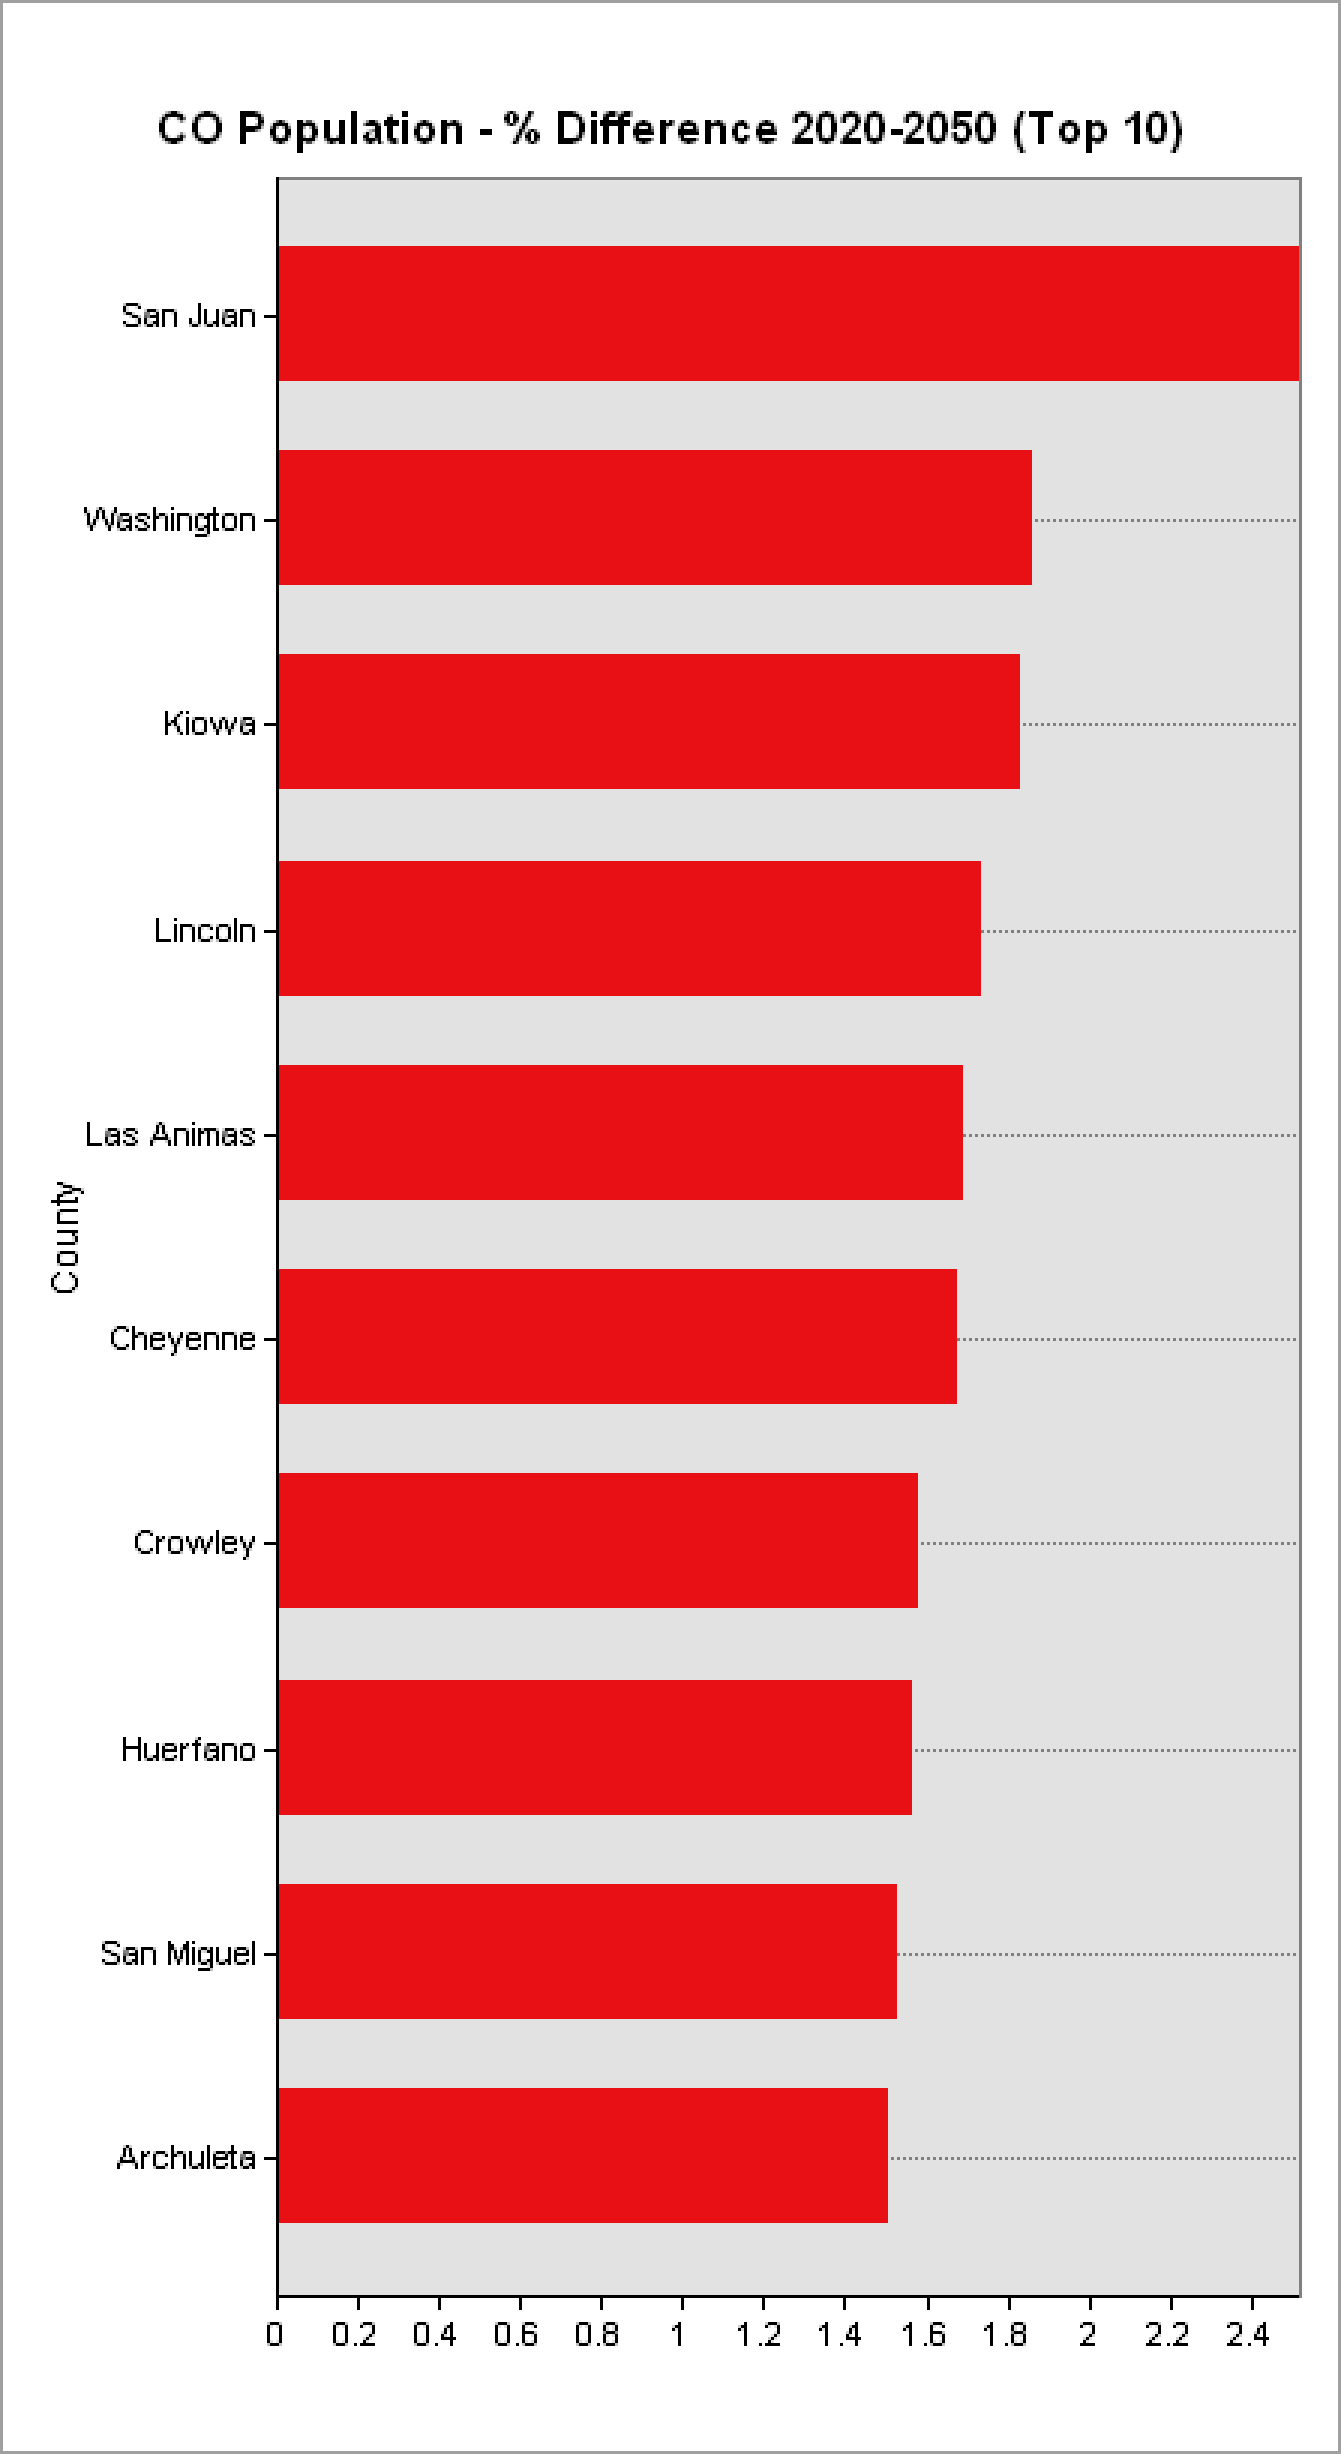 CO Population - % Difference 2020-2050 (Top 10)
San Juan
Washington
Kiowa
Lincoln
Las Animas
County
Cheyenne
Crowley
Huerfano
San Miguel
Archuleta
0 0.2 0.4 0.6 0.8 1 1.2 1.4 1.6 1.8 2 2.2 2.4